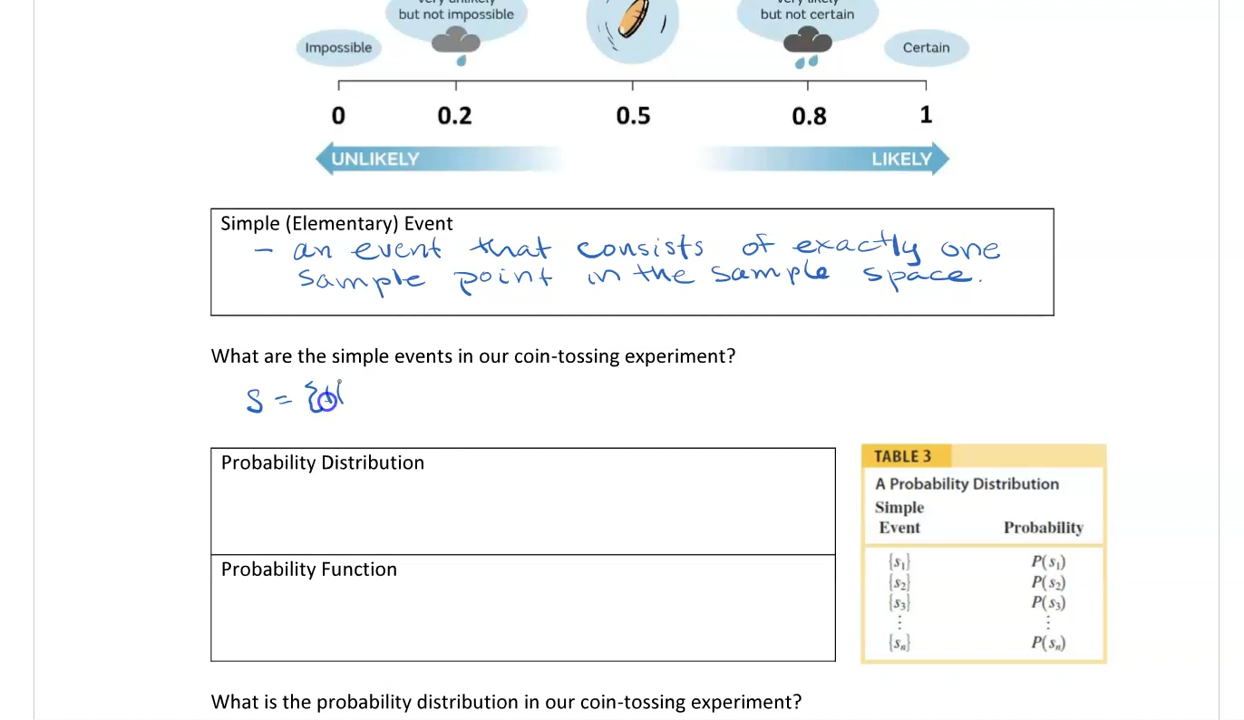 but not impossible
but not certain
Impossible
Certain
0
0.2
0.5
0.8
1
UNLIKELY
LIKELY
Simple (Elementary) Event
- an event that consists of exactly one
sample point in the sample space.
What are the simple events in our coin-tossing experiment?
S = {
Probability Distribution
Probability Function
TABLE 3
A Probability Distribution
Simple
Event Probability
{s₁} P(s₁)
{s₂} P(s₂)
{s₃} P(s₃)
⋮ ⋮
{sₙ} P(sₙ)
What is the probability distribution in our coin-tossing experiment?